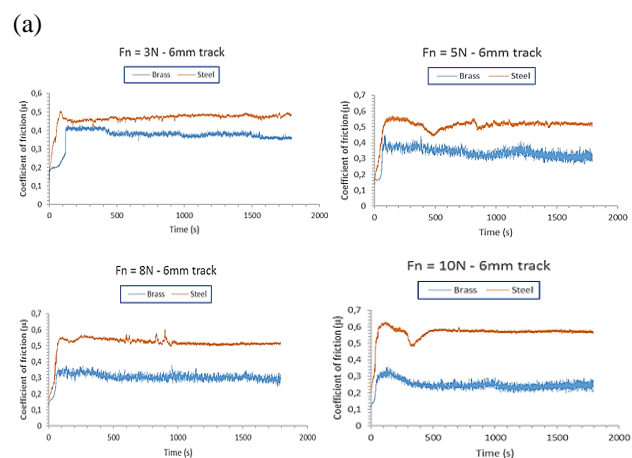 (a)
Fn = 3N - 6mm track
Brass Steel
Coefficient of friction (µ)
0,6
0,5
0,4
0,3
0,2
0,1
0
0 500 1000 1500 2000
Time (s)
Fn = 5N - 6mm track
Brass Steel
Coefficient of friction (µ)
0,7
0,6
0,5
0,4
0,3
0,2
0,1
0
0 500 1000 1500 2000
Time (s)
Fn = 8N - 6mm track
Brass Steel
Coefficient of friction (µ)
0,7
0,6
0,5
0,4
0,3
0,2
0,1
0
0 500 1000 1500 2000
Time (s)
Fn = 10N - 6mm track
Brass Steel
Coefficient of friction (µ)
0,7
0,6
0,5
0,4
0,3
0,2
0,1
0
0 500 1000 1500 2000
Time (s)